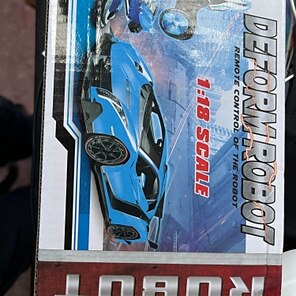 DEFORM ROBOT
REMOTE CONTROL OF THE ROBOT
1:18 SCALE
ROBOT